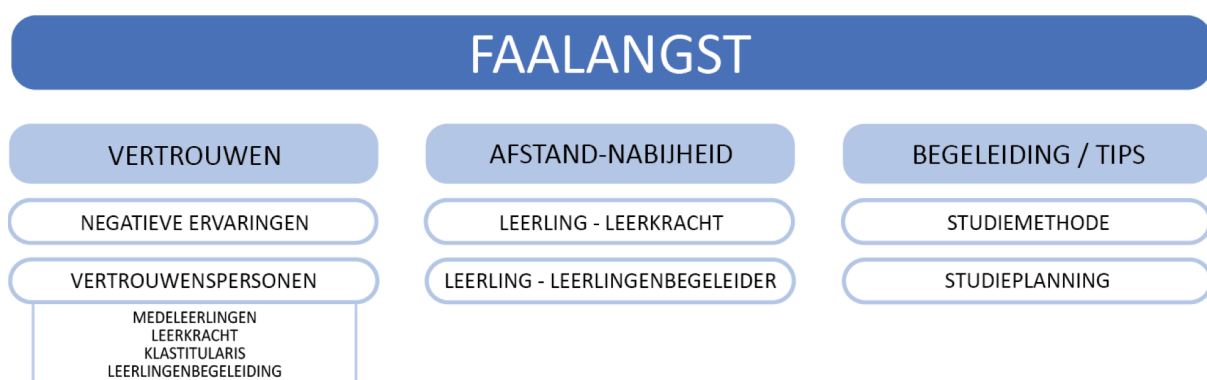 FAALANGST
VERTROUWEN
NEGATIEVE ERVARINGEN
VERTROUWENSPERSONEN
MEDELEERLINGEN
LEERKRACHT
KLASTITULARIS
LEERLINGENBEGELEIDING
AFSTAND-NABIJHEID
LEERLING - LEERKRACHT
LEERLING - LEERLINGENBEGELEIDER
BEGELEIDING / TIPS
STUDIEMETHODE
STUDIEPLANNING